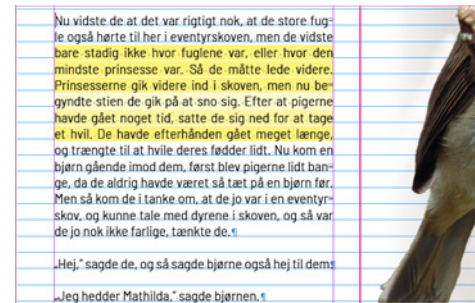 Nu vidste de at det var rigtigt nok, at de store fug-
le også hørte til her i eventyrskoven, men de vidste
bare stadig ikke hvor fuglene var, eller hvor den
mindste prinsesse var. Så de måtte lede videre.
Prinsesserne gik videre ind i skoven, men nu be-
gyndte stien de gik på at sno sig. Efter at pigerne
havde gået noget tid, satte de sig ned for at tage
et hvil. De havde efterhånden gået meget længe,
og trængte til at hvile deres fødder lidt. Nu kom en
bjørn gående imod dem, først blev pigerne lidt ban-
ge, da de aldrig havde været så tæt på en bjørn før.
Men så kom de i tanke om, at de jo var i en eventyr-
skov, og kunne tale med dyrene i skoven, og så var
de jo nok ikke farlige, tænkte de.¶
„Hej,” sagde de, og så sagde bjørne også hej til dem¶
„Jeg hedder Mathilda,” sagde bjørnen.¶